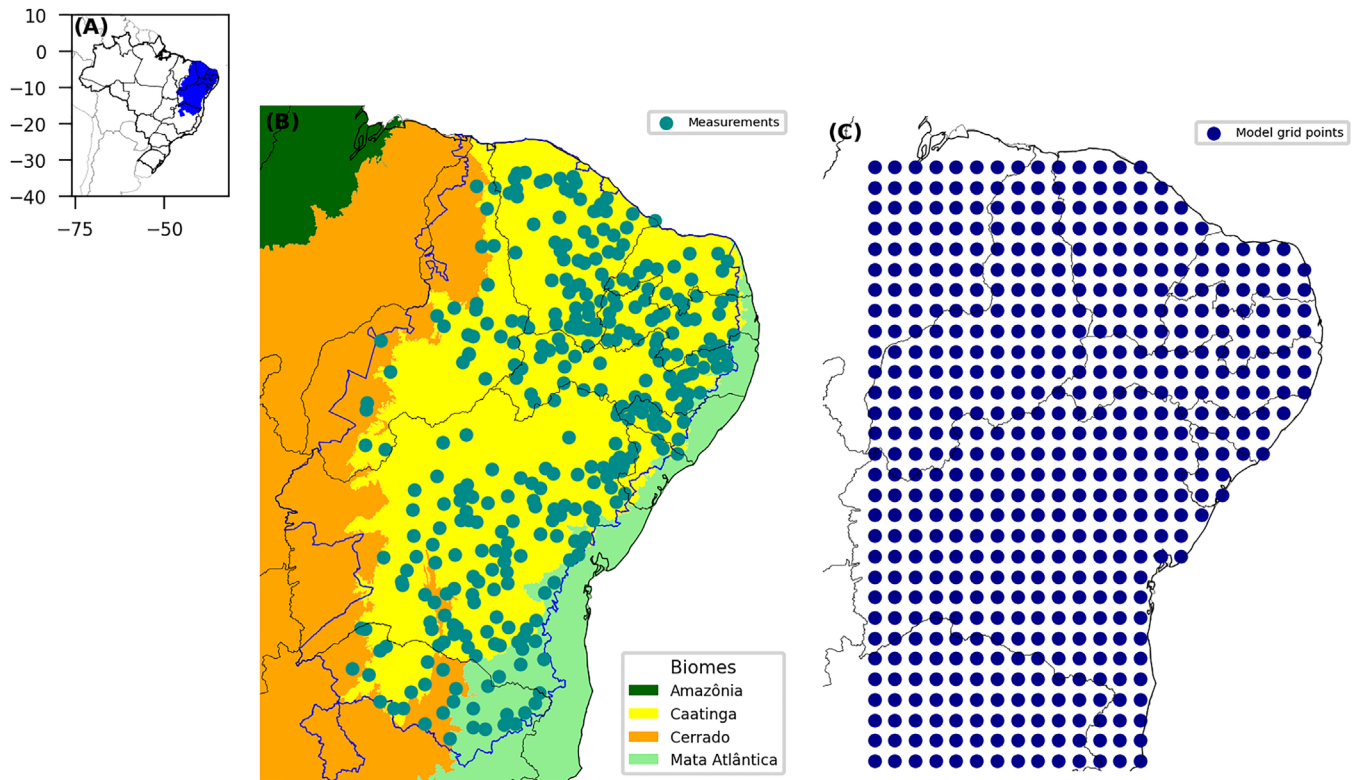 (A)
10
0
−10
−20
−30
−40
−75
−50
(B)
Measurements
Biomes
Amazônia
Caatinga
Cerrado
Mata Atlântica
(C)
Model grid points